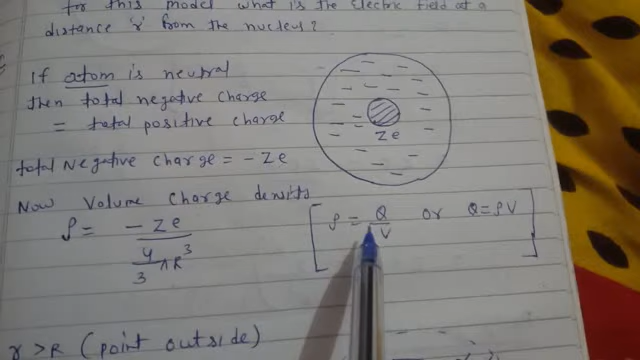 for this model what is the Electric field at a
distance 'r' from the nucleus?
If atom is neutral
then total negative charge
= total positive charge
Ze
total Negative charge = -Ze
Now Volume Charge density
ρ = -Ze / 4/3 πR³
[ ρ = Q/V or Q = ρV ]
r > R (point outside)